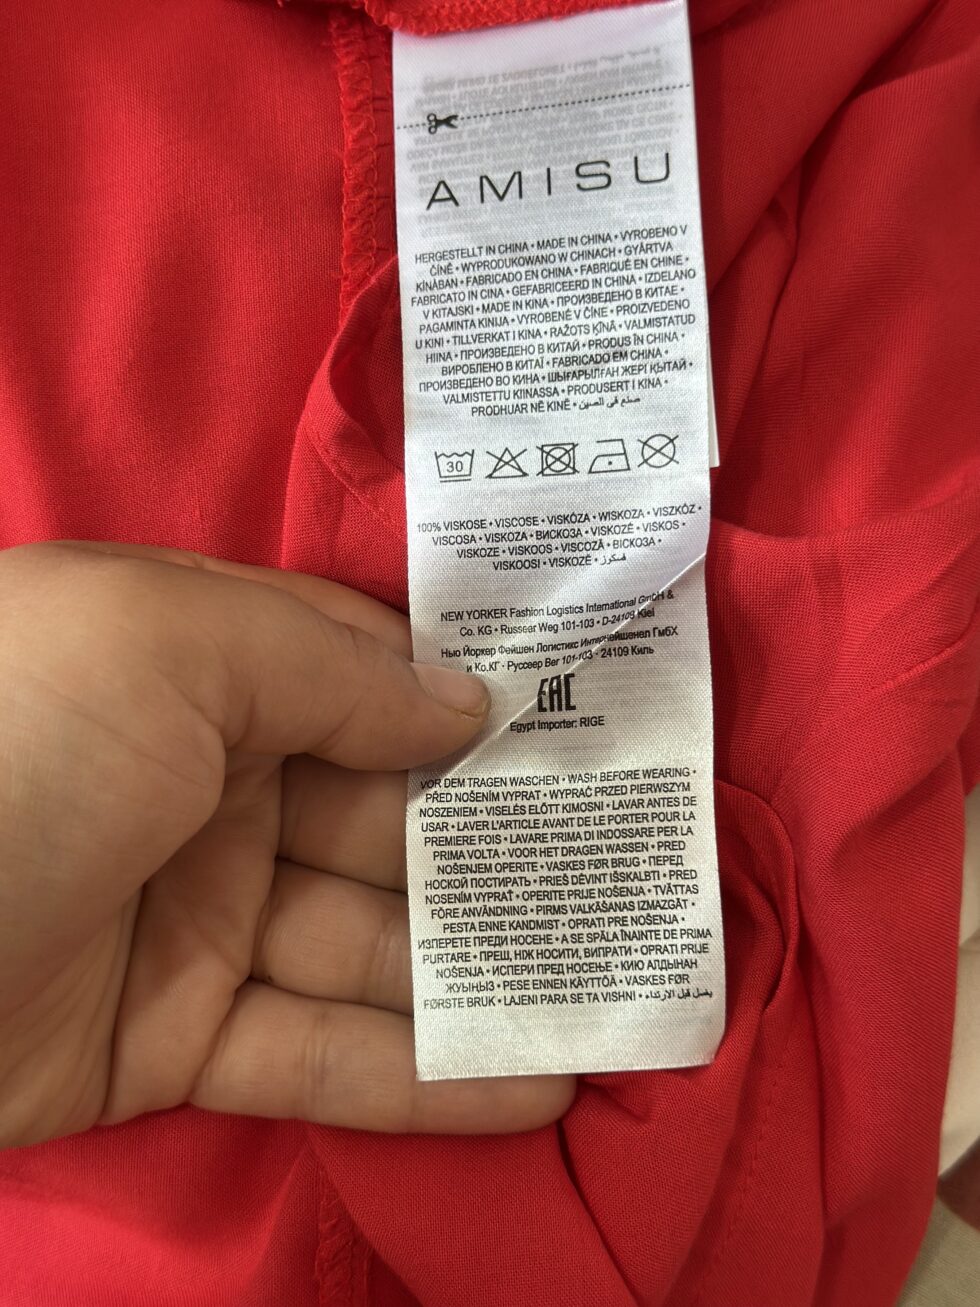 AMISU
HERGESTELLT IN CHINA • MADE IN CHINA • VYROBENO V
ČÍNĚ • WYPRODUKOWANO W CHINACH • GYÁRTVA
KÍNÁBAN • FABRICADO EN CHINA • FABRIQUÉ EN CHINE •
FABRICATO IN CINA • GEFABRICEERD IN CHINA • IZDELANO
V KITAJSKI • MADE IN KINA • ПРОИЗВЕДЕНО В КИТАЕ •
PAGAMINTA KINIJA • VYROBENÉ V ČÍNE • PROIZVEDENO
U KINI • TILLVERKAT I KINA • RAŽOTS ĶĪNĀ • VALMISTATUD
HIINA • ПРОИЗВЕДЕНО В КИТАЙ • PRODUS ÎN CHINA •
ВИРОБЛЕНО В КИТАЇ • FABRICADO EM CHINA •
ПРОИЗВЕДЕНО ВО КИНА • ШЫҒАРЫЛҒАН ЖЕРІ ҚЫТАЙ •
VALMISTETTU KIINASSA • PRODUSERT I KINA •
PRODHUAR NË KINË • صنع في الصين
30
100% VISKOSE • VISCOSE • VISKÓZA • WISKOZA • VISZKÓZ •
VISCOSA • VISKOZA • ВИСКОЗА • VISKOZĖ • VISKOS •
VISKOZE • VISKOOS • VISCOZĂ • ВІСКОЗА •
VISKOOSI • VISKOZË • فسكوز
NEW YORKER Fashion Logistics International GmbH &
Co. KG • Russeer Weg 101-103 • D-24109 Kiel
Нью Йоркер Фейшен Логистикс Интернейшенел ГмбХ
и Ко.КГ · Руссеер Вег 101-103 · 24109 Киль
EAC
Egypt Importer: RIGE
VOR DEM TRAGEN WASCHEN • WASH BEFORE WEARING •
PŘED NOŠENÍM VYPRAT • WYPRAĆ PRZED PIERWSZYM
NOSZENIEM • VISELÉS ELŐTT KIMOSNI • LAVAR ANTES DE
USAR • LAVER L'ARTICLE AVANT DE LE PORTER POUR LA
PREMIERE FOIS • LAVARE PRIMA DI INDOSSARE PER LA
PRIMA VOLTA • VOOR HET DRAGEN WASSEN • PRED
NOŠENJEM OPERITE • VASKES FØR BRUG • ПЕРЕД
НОСКОЙ ПОСТИРАТЬ • PRIEŠ DĖVINT IŠSKALBTI • PRED
NOSENÍM VYPRAŤ • OPERITE PRIJE NOŠENJA • TVÄTTAS
FÖRE ANVÄNDNING • PIRMS VALKĀŠANAS IZMAZGĀT •
PESTA ENNE KANDMIST • OPRATI PRE NOŠENJA •
ИЗПЕРЕТЕ ПРЕДИ НОСЕНЕ • A SE SPĂLA ÎNAINTE DE PRIMA
PURTARE • ПРЕШ, НІЖ НОСИТИ, ВИПРАТИ • OPRATI PRIJE
NOŠENJA • ИСПЕРИ ПРЕД НОСЕЊЕ • КИЮ АЛДЫНАН
ЖУЫҢЫЗ • PESE ENNEN KÄYTTÖÄ • VASKES FØR
FØRSTE BRUK • LAJENI PARA SE TA VISHNI • يغسل قبل الارتداء